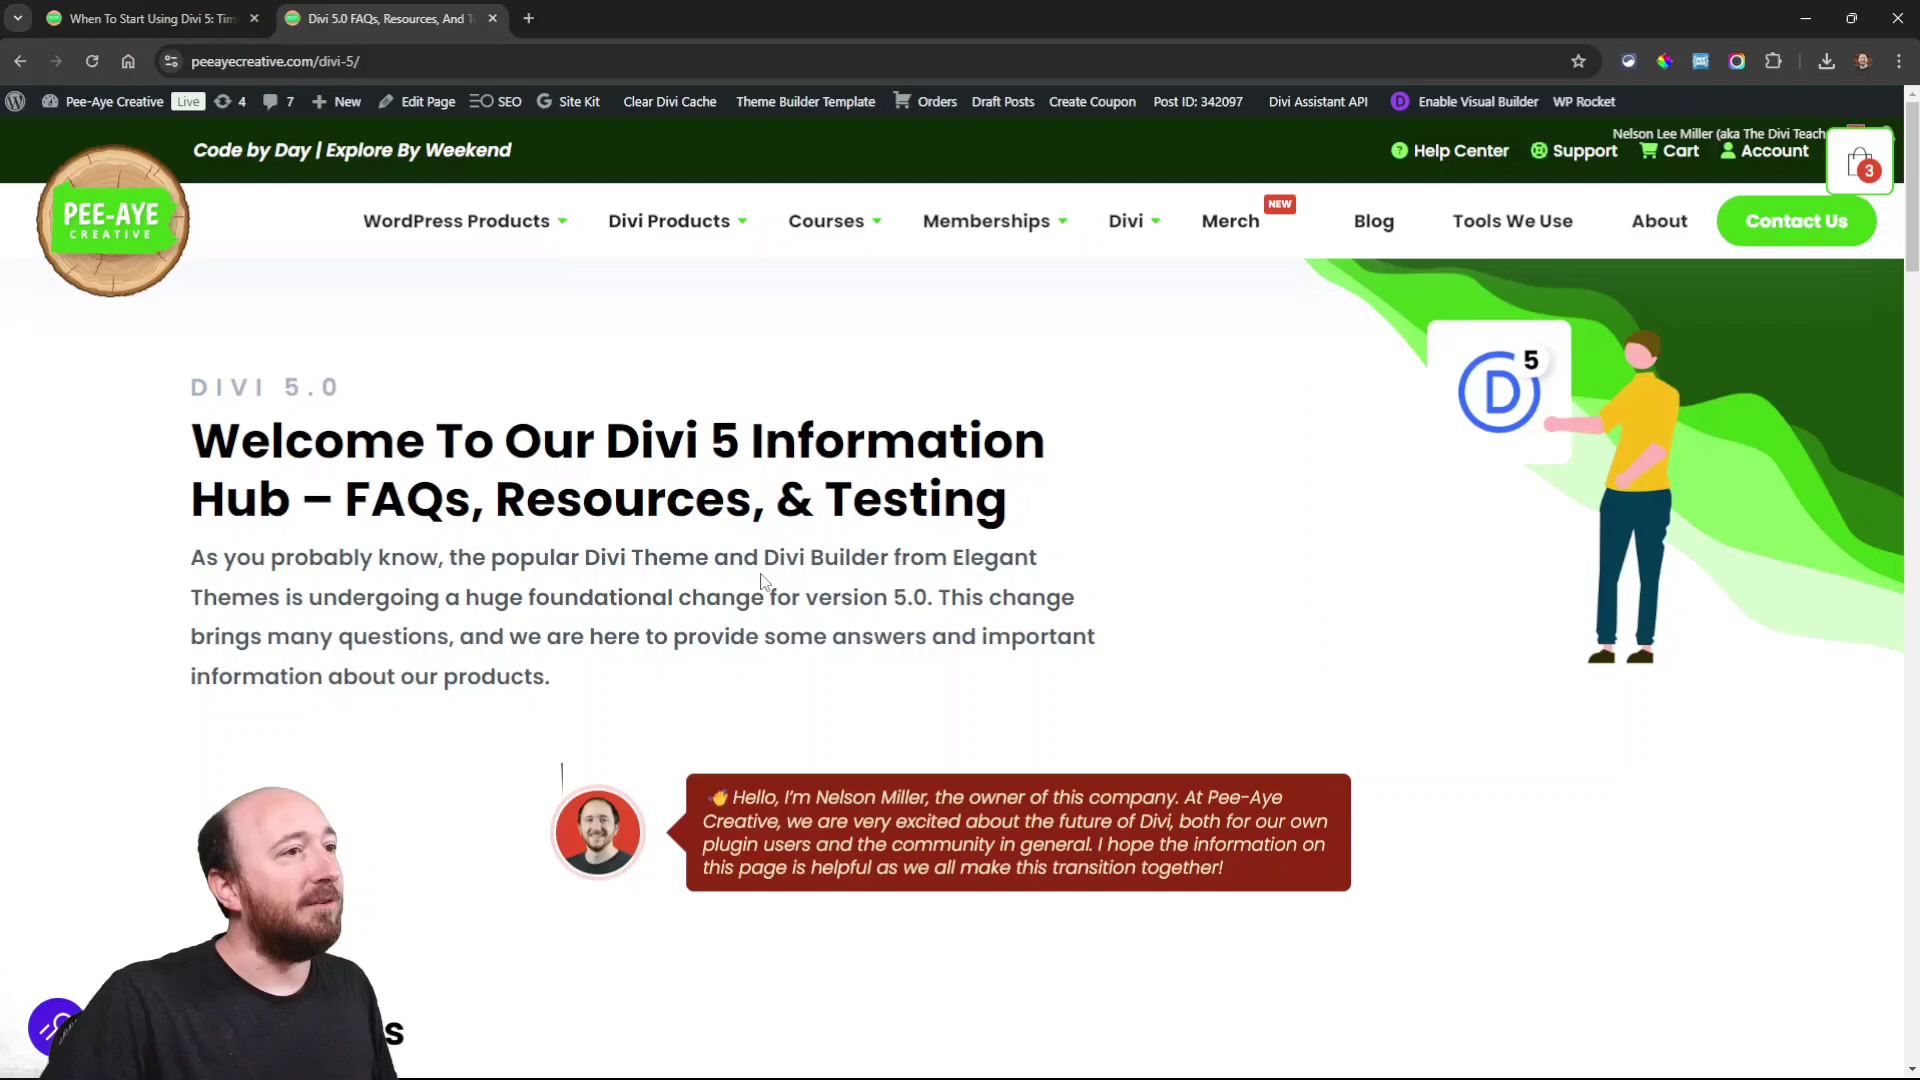 When To Start Using Divi 5: Tim
Divi 5.0 FAQs, Resources, And T
peeayecreative.com/divi-5/
Pee-Aye Creative Live 4 7 New Edit Page SEO Site Kit Clear Divi Cache Theme Builder Template Orders Draft Posts Create Coupon Post ID: 342097 Divi Assistant API Enable Visual Builder WP Rocket
Nelson Lee Miller (aka The Divi Teach
Code by Day | Explore By Weekend
Help Center Support Cart Account
3
PEE-AYE
CREATIVE
WordPress Products Divi Products Courses Memberships Divi Merch NEW Blog Tools We Use About Contact Us
DIVI 5.0
Welcome To Our Divi 5 Information
Hub – FAQs, Resources, & Testing
As you probably know, the popular Divi Theme and Divi Builder from Elegant
Themes is undergoing a huge foundational change for version 5.0. This change
brings many questions, and we are here to provide some answers and important
information about our products.
D 5
👋 Hello, I'm Nelson Miller, the owner of this company. At Pee-Aye
Creative, we are very excited about the future of Divi, both for our own
plugin users and the community in general. I hope the information on
this page is helpful as we all make this transition together!
s